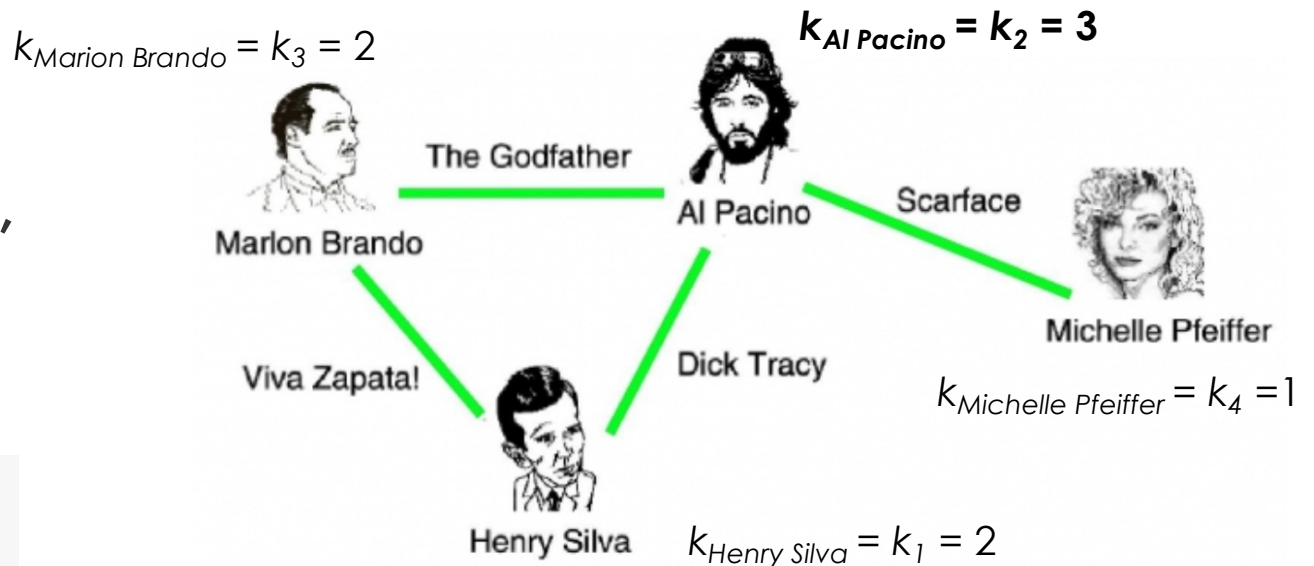 k_Marion Brando = k_3 = 2
k_Al Pacino = k_2 = 3
The Godfather
Al Pacino
Scarface
Marlon Brando
Michelle Pfeiffer
Viva Zapata!
Dick Tracy
k_Michelle Pfeiffer = k_4 =1
Henry Silva
k_Henry Silva = k_1 = 2